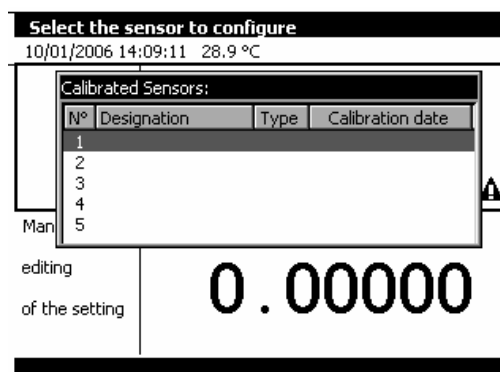 Select the sensor to configure
10/01/2006 14:09:11 28.9 °C
Calibrated Sensors:
N° Designation Type Calibration date
1
2
3
4
5
Man
editing
of the setting
0.00000